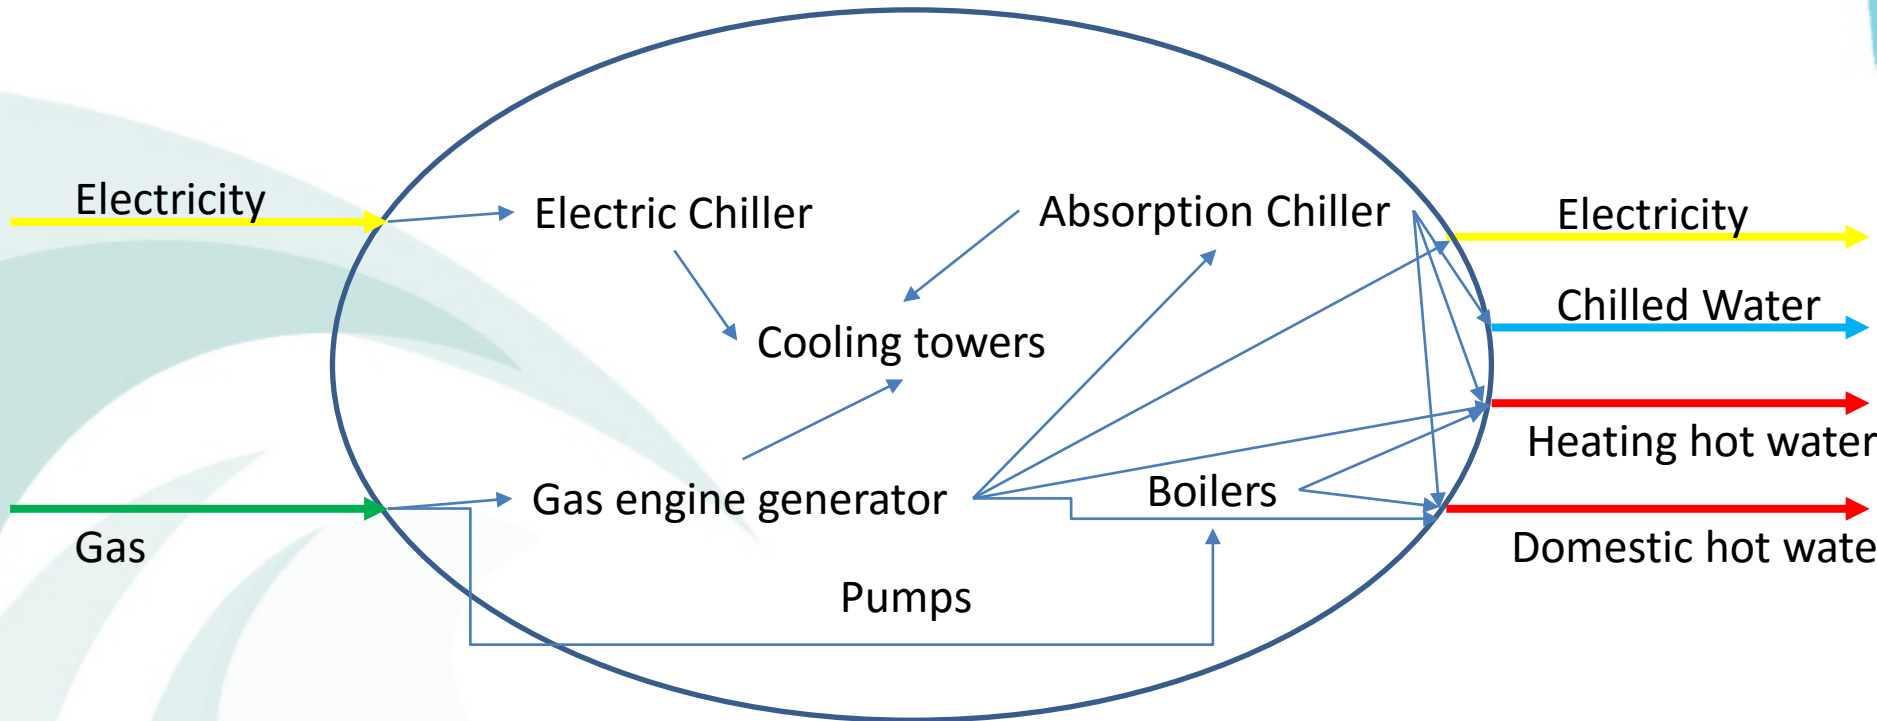 Electricity
Electric Chiller
Absorption Chiller
Electricity
Chilled Water
Cooling towers
Heating hot water
Gas engine generator
Boilers
Gas
Domestic hot wate
Pumps